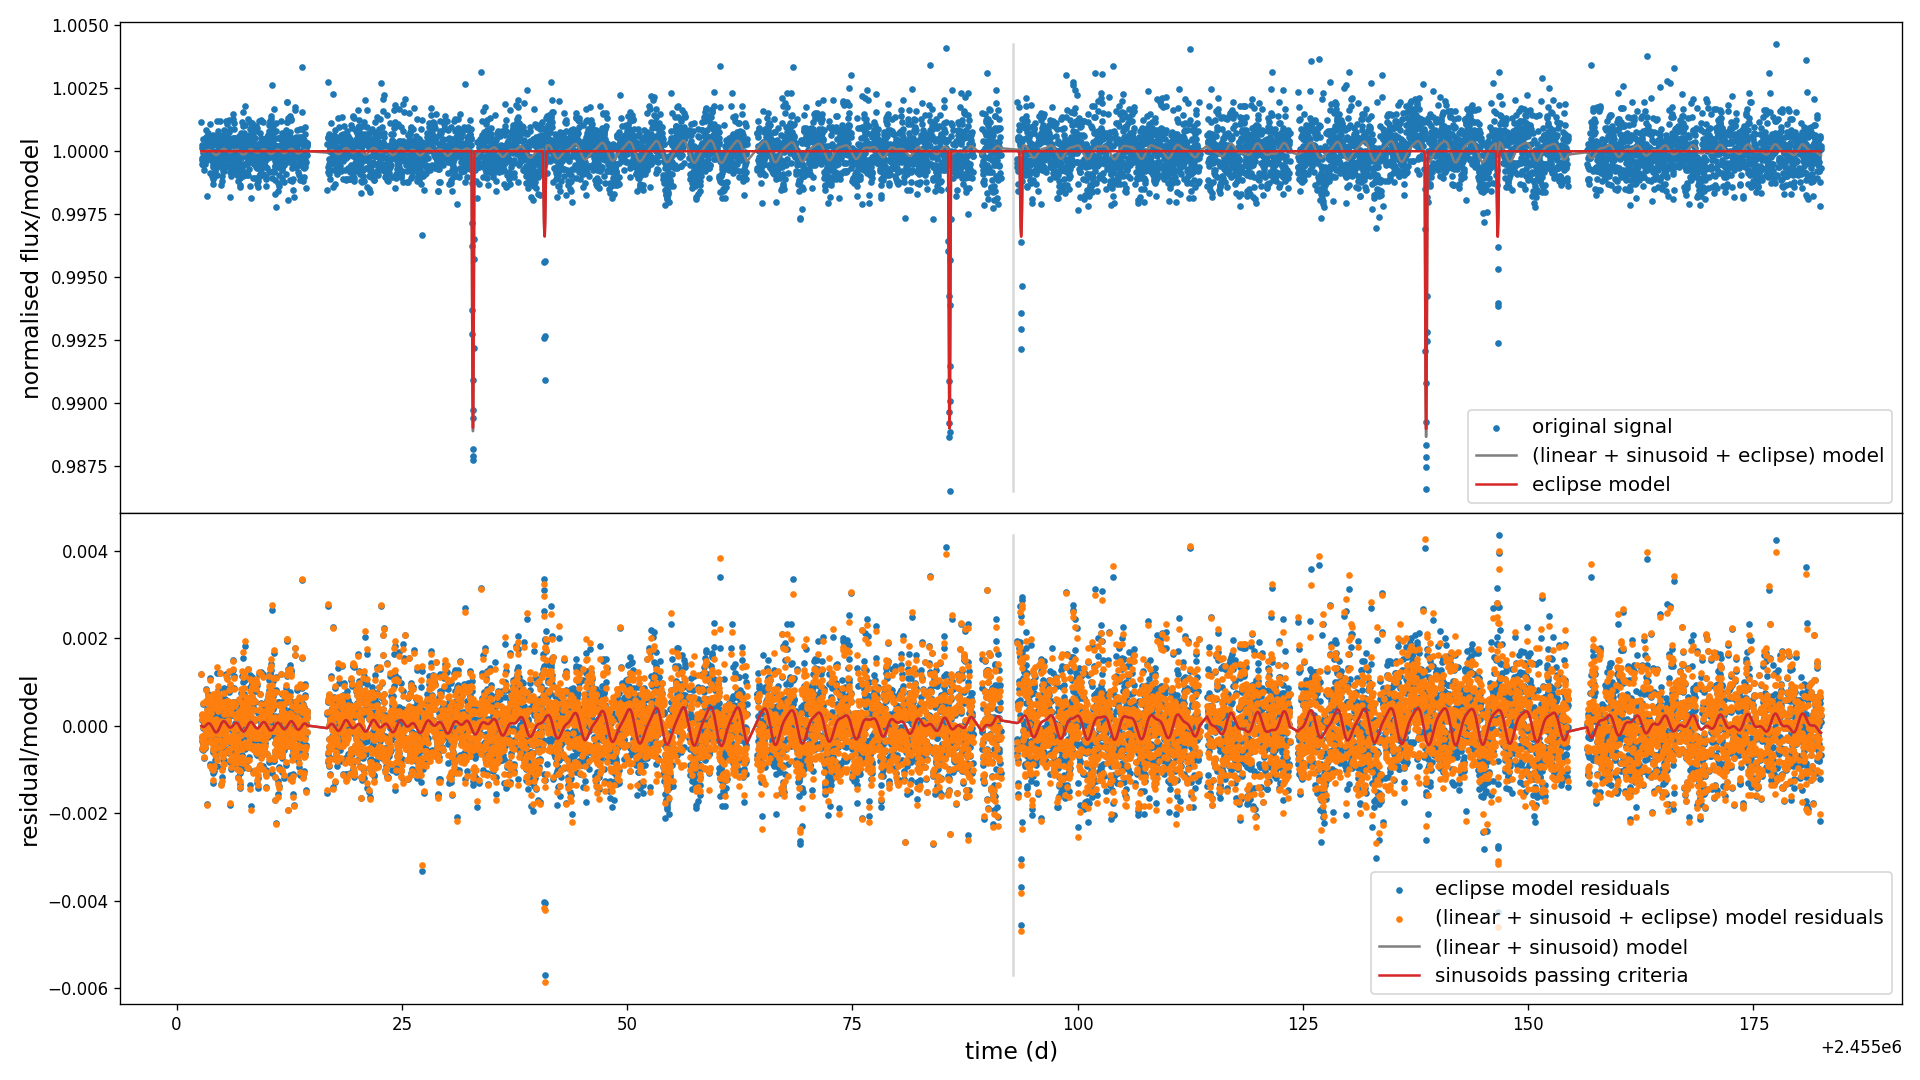 1.0050
1.0025
1.0000
0.9975
0.9950
0.9925
0.9900
0.9875
normalised flux/model
original signal
(linear + sinusoid + eclipse) model
eclipse model
0.004
0.002
0.000
−0.002
−0.004
−0.006
residual/model
eclipse model residuals
(linear + sinusoid + eclipse) model residuals
(linear + sinusoid) model
sinusoids passing criteria
0 25 50 75 100 125 150 175
time (d)
+2.455e6